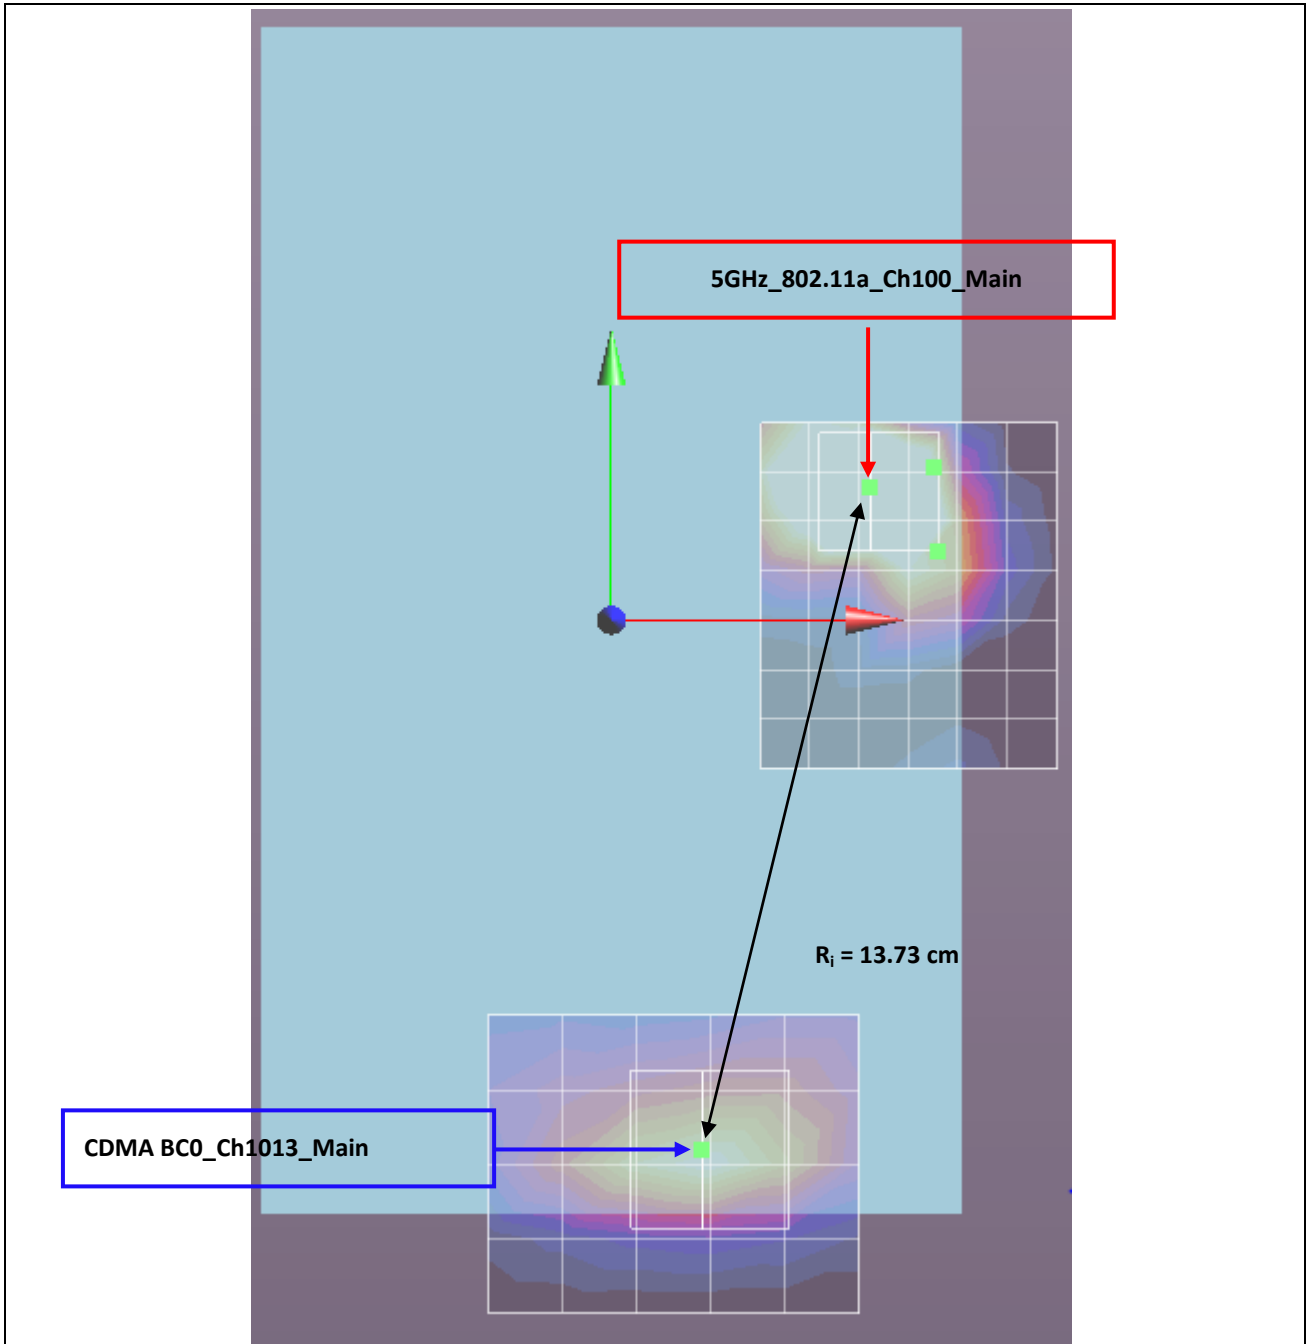 5GHz_802.11a_Ch100_Main
Rᵢ = 13.73 cm
CDMA BC0_Ch1013_Main